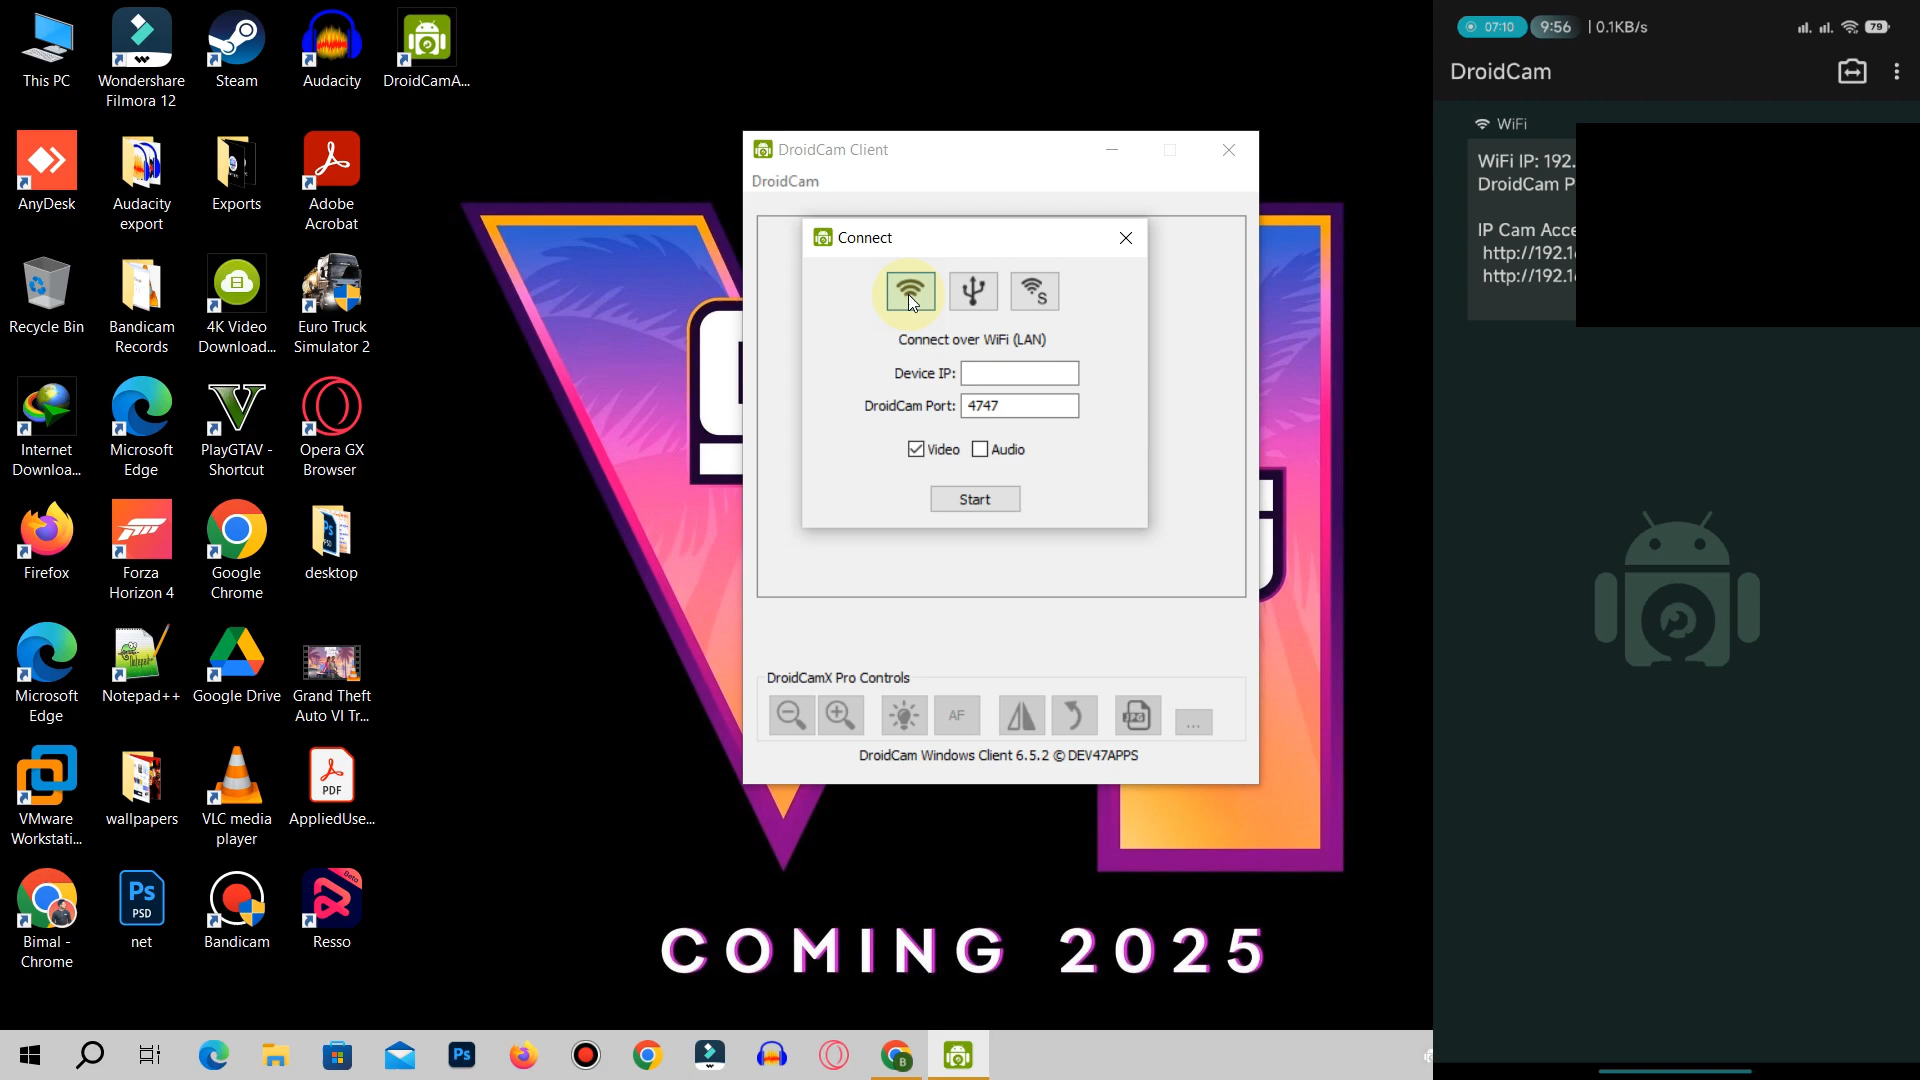 This PC
Wondershare
Filmora 12
Steam
Audacity
DroidCamA...
AnyDesk
Audacity
export
Exports
Adobe
Acrobat
Recycle Bin
Bandicam
Records
4K Video
Download...
Euro Truck
Simulator 2
Internet
Downloa...
Microsoft
Edge
PlayGTAV -
Shortcut
Opera GX
Browser
Firefox
Forza
Horizon 4
Google
Chrome
desktop
Microsoft
Edge
Notepad++
Google Drive
Grand Theft
Auto VI Tr...
VMware
Workstati...
wallpapers
VLC media
player
AppliedUse...
Bimal -
Chrome
net
Bandicam
Resso
DroidCam Client
DroidCam
Connect
Connect over WiFi (LAN)
Device IP:
DroidCam Port: 4747
Video Audio
Start
DroidCamX Pro Controls
AF
JPG
...
DroidCam Windows Client 6.5.2 © DEV47APPS
COMING 2025
07:10 9:56 | 0.1KB/s 79
DroidCam
WiFi
WiFi IP: 192.
DroidCam P
IP Cam Acce
http://192.1
http://192.1